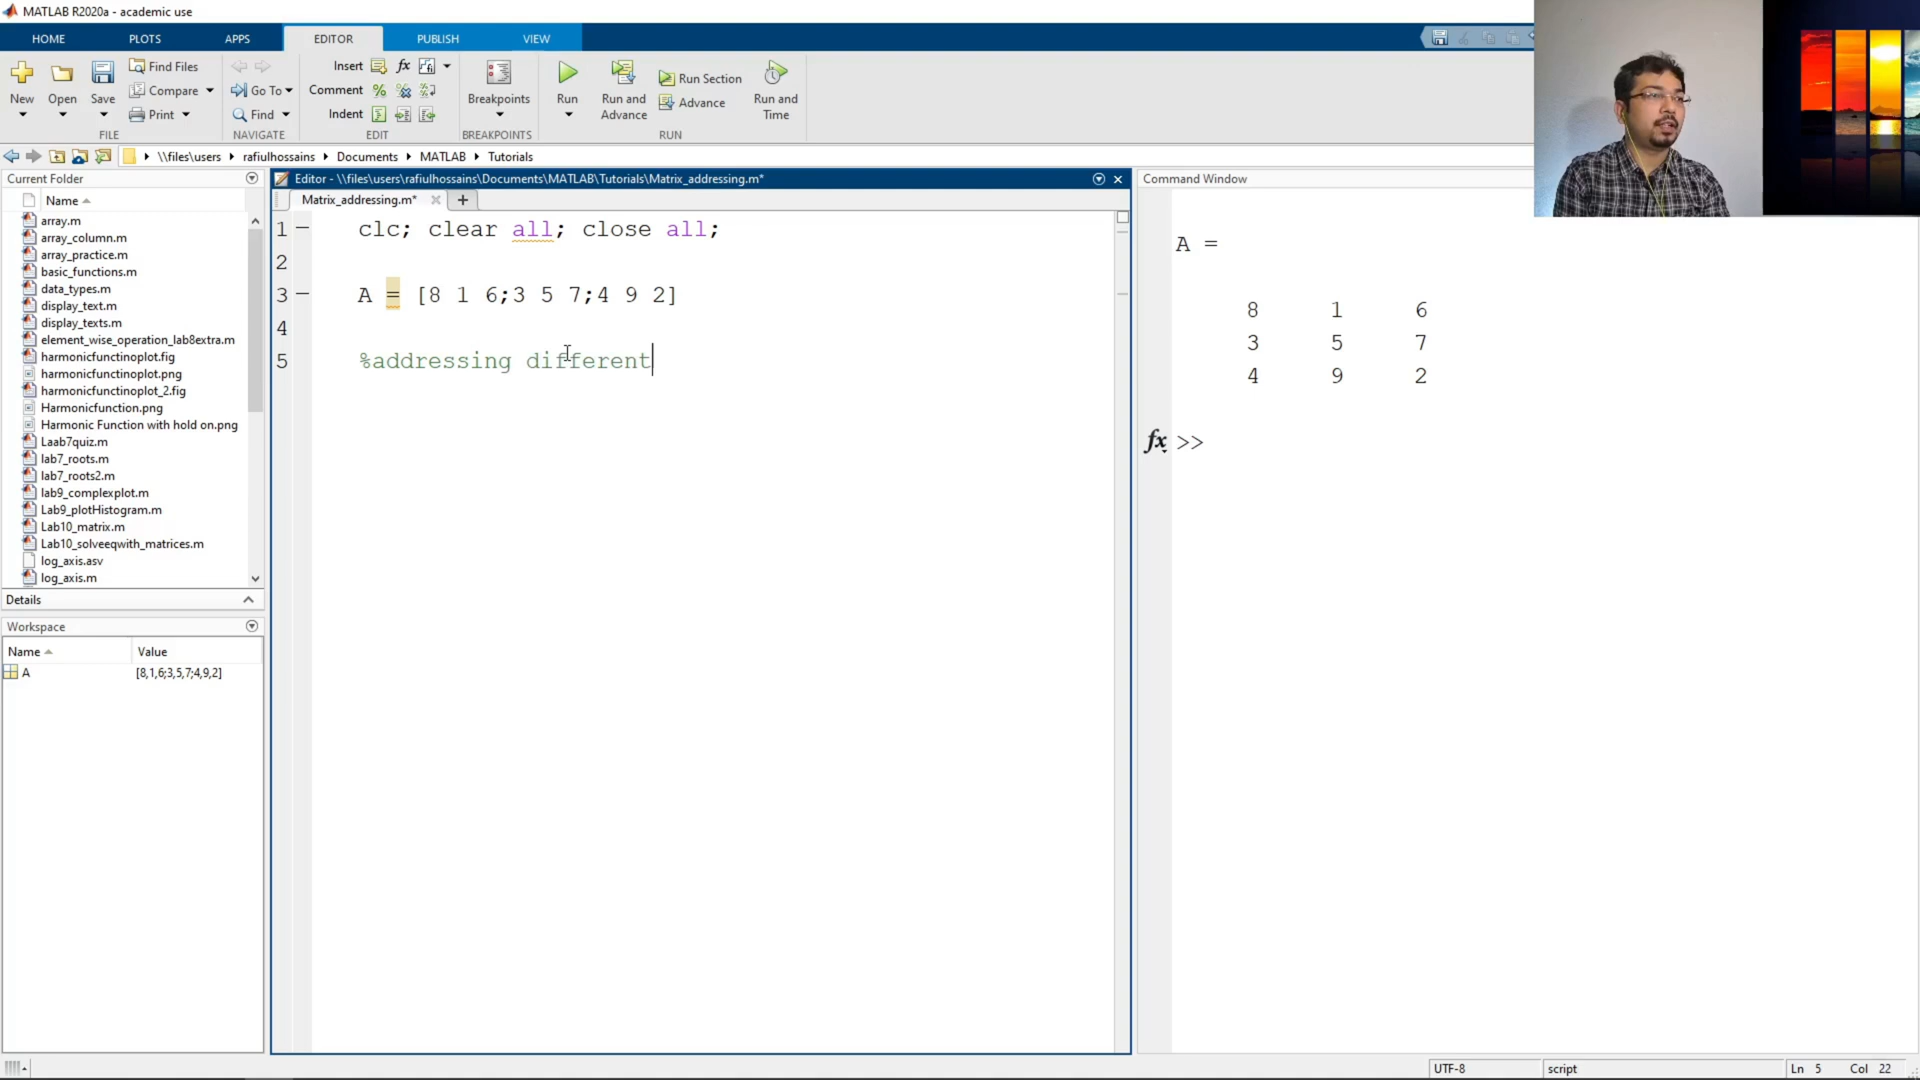 MATLAB R2020a - academic use
HOME PLOTS APPS EDITOR PUBLISH VIEW
New Open Save Find Files Compare Print
FILE
Go To Find
NAVIGATE
Insert fx
Comment
Indent
EDIT
Breakpoints
BREAKPOINTS
Run Run and Advance Run Section Advance Run and Time
RUN
\\files\users rafiulhossains Documents MATLAB Tutorials
Current Folder
Name
array.m
array_column.m
array_practice.m
basic_functions.m
data_types.m
display_text.m
display_texts.m
element_wise_operation_lab8extra.m
harmonicfunctinoplot.fig
harmonicfunctinoplot.png
harmonicfunctinoplot_2.fig
Harmonicfunction.png
Harmonic Function with hold on.png
Laab7quiz.m
lab7_roots.m
lab7_roots2.m
lab9_complexplot.m
Lab9_plotHistogram.m
Lab10_matrix.m
Lab10_solveeqwith_matrices.m
log_axis.asv
log_axis.m
Details
Workspace
Name Value
A [8,1,6;3,5,7;4,9,2]
Editor - \\files\users\rafiulhossains\Documents\MATLAB\Tutorials\Matrix_addressing.m*
Matrix_addressing.m*
1 clc; clear all; close all;
2
3 A = [8 1 6;3 5 7;4 9 2]
4
5 %addressing different
Command Window
A =
8 1 6
3 5 7
4 9 2
fx >>
UTF-8 script Ln 5 Col 22